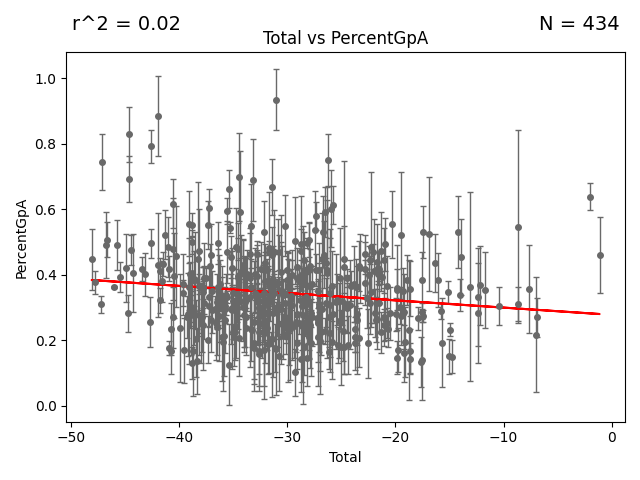 r^2 = 0.02
N = 434
Total vs PercentGpA
PercentGpA
1.0
0.8
0.6
0.4
0.2
0.0
−50
−40
−30
−20
−10
0
Total